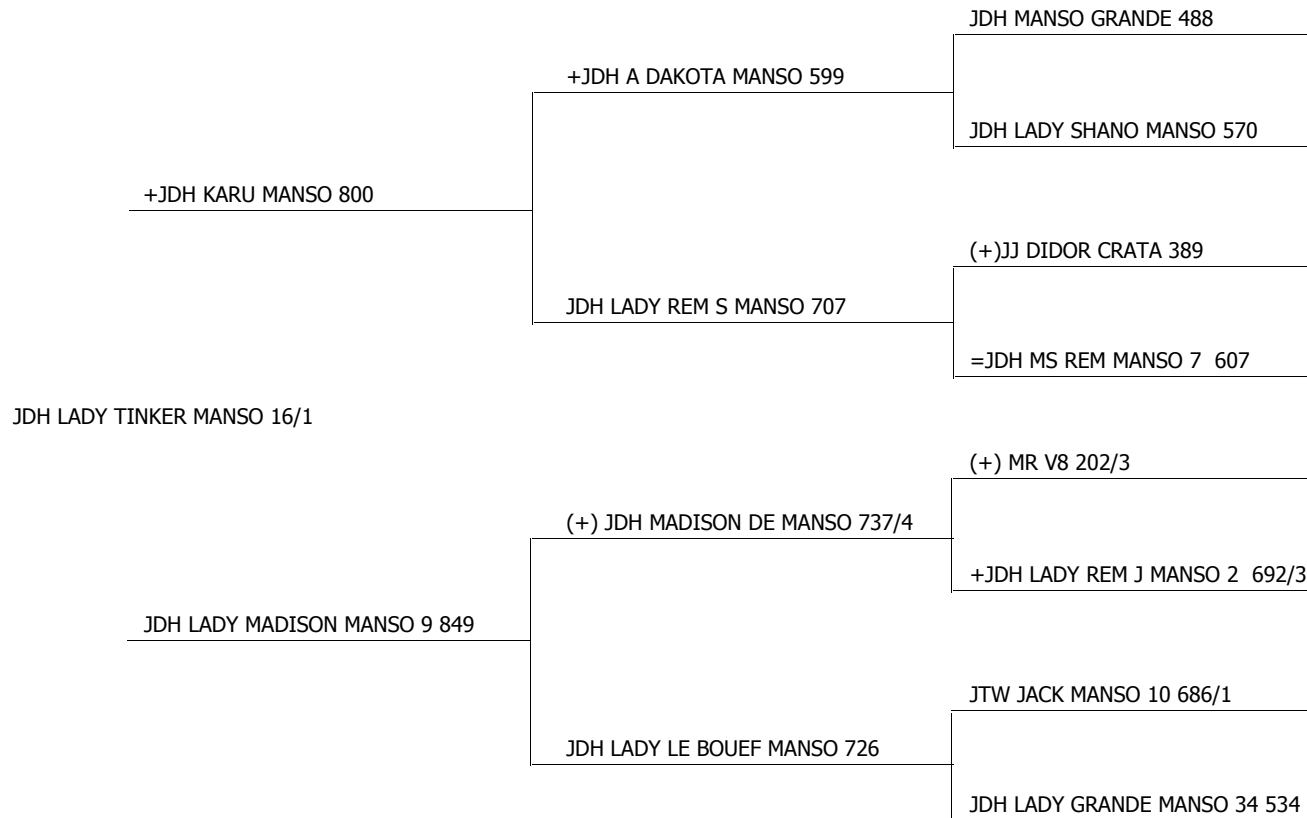 JDH MANSO GRANDE 488
+JDH A DAKOTA MANSO 599
JDH LADY SHANO MANSO 570
+JDH KARU MANSO 800
(+)JJ DIDOR CRATA 389
JDH LADY REM S MANSO 707
=JDH MS REM MANSO 7  607
JDH LADY TINKER MANSO 16/1
(+) MR V8 202/3
(+) JDH MADISON DE MANSO 737/4
+JDH LADY REM J MANSO 2  692/3
JDH LADY MADISON MANSO 9 849
JTW JACK MANSO 10 686/1
JDH LADY LE BOUEF MANSO 726
JDH LADY GRANDE MANSO 34 534